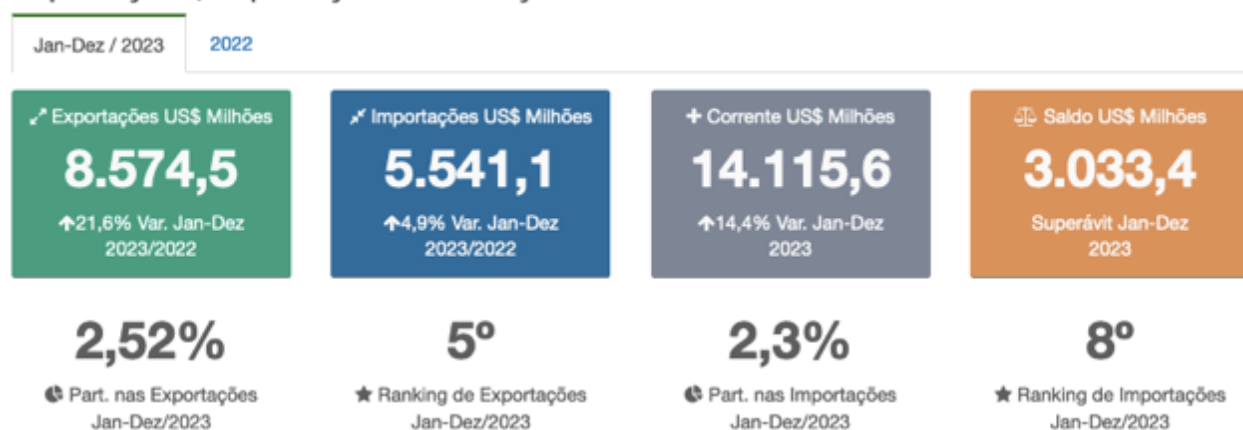 Jan-Dez / 2023
2022
Exportações US$ Milhões
8.574,5
21,6% Var. Jan-Dez
2023/2022
Importações US$ Milhões
5.541,1
4,9% Var. Jan-Dez
2023/2022
Corrente US$ Milhões
14.115,6
14,4% Var. Jan-Dez
2023
Saldo US$ Milhões
3.033,4
Superávit Jan-Dez
2023
2,52%
Part. nas Exportações
Jan-Dez/2023
5º
Ranking de Exportações
Jan-Dez/2023
2,3%
Part. nas Importações
Jan-Dez/2023
8º
Ranking de Importações
Jan-Dez/2023